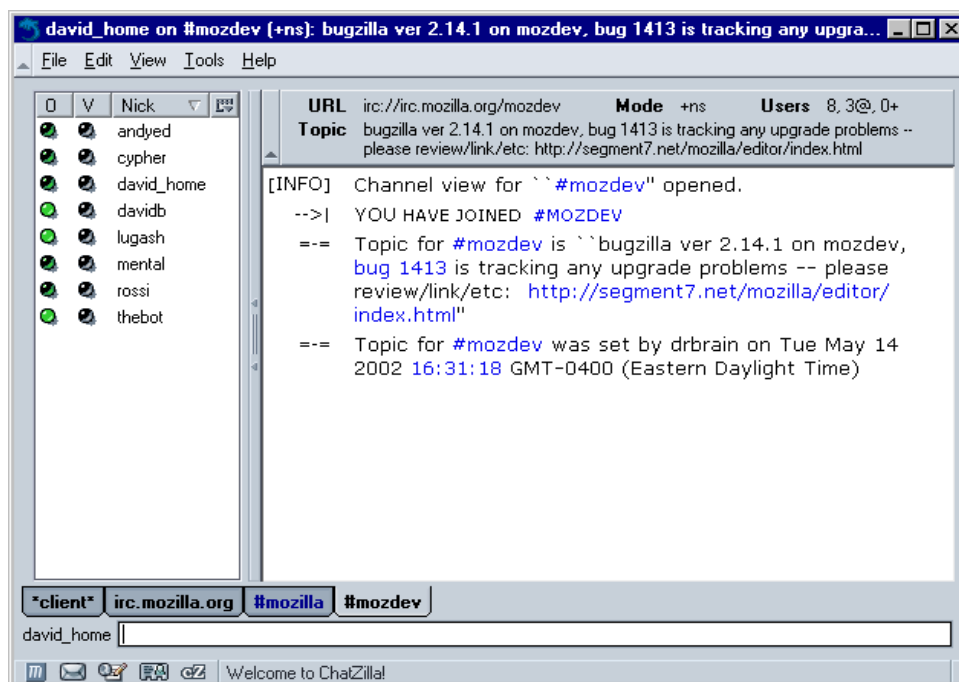 david_home on #mozdev (+ns): bugzilla ver 2.14.1 on mozdev, bug 1413 is tracking any upgra...
File Edit View Tools Help
O V Nick
andyed
cypher
david_home
davidb
lugash
mental
rossi
thebot
URL irc://irc.mozilla.org/mozdev Mode +ns Users 8, 3@, 0+
Topic bugzilla ver 2.14.1 on mozdev, bug 1413 is tracking any upgrade problems --
please review/link/etc: http://segment7.net/mozilla/editor/index.html
[INFO] Channel view for ``#mozdev" opened.
-->| YOU HAVE JOINED #MOZDEV
=-= Topic for #mozdev is ``bugzilla ver 2.14.1 on mozdev,
bug 1413 is tracking any upgrade problems -- please
review/link/etc: http://segment7.net/mozilla/editor/
index.html"
=-= Topic for #mozdev was set by drbrain on Tue May 14
2002 16:31:18 GMT-0400 (Eastern Daylight Time)
*client* irc.mozilla.org #mozilla #mozdev
david_home
m cZ Welcome to ChatZilla!